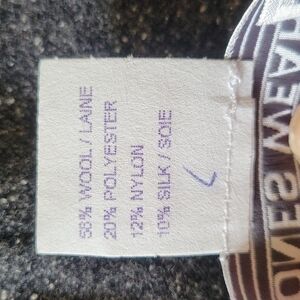 58% WOOL / LAINE
20% POLYESTER
12% NYLON
10% SILK / SOIE